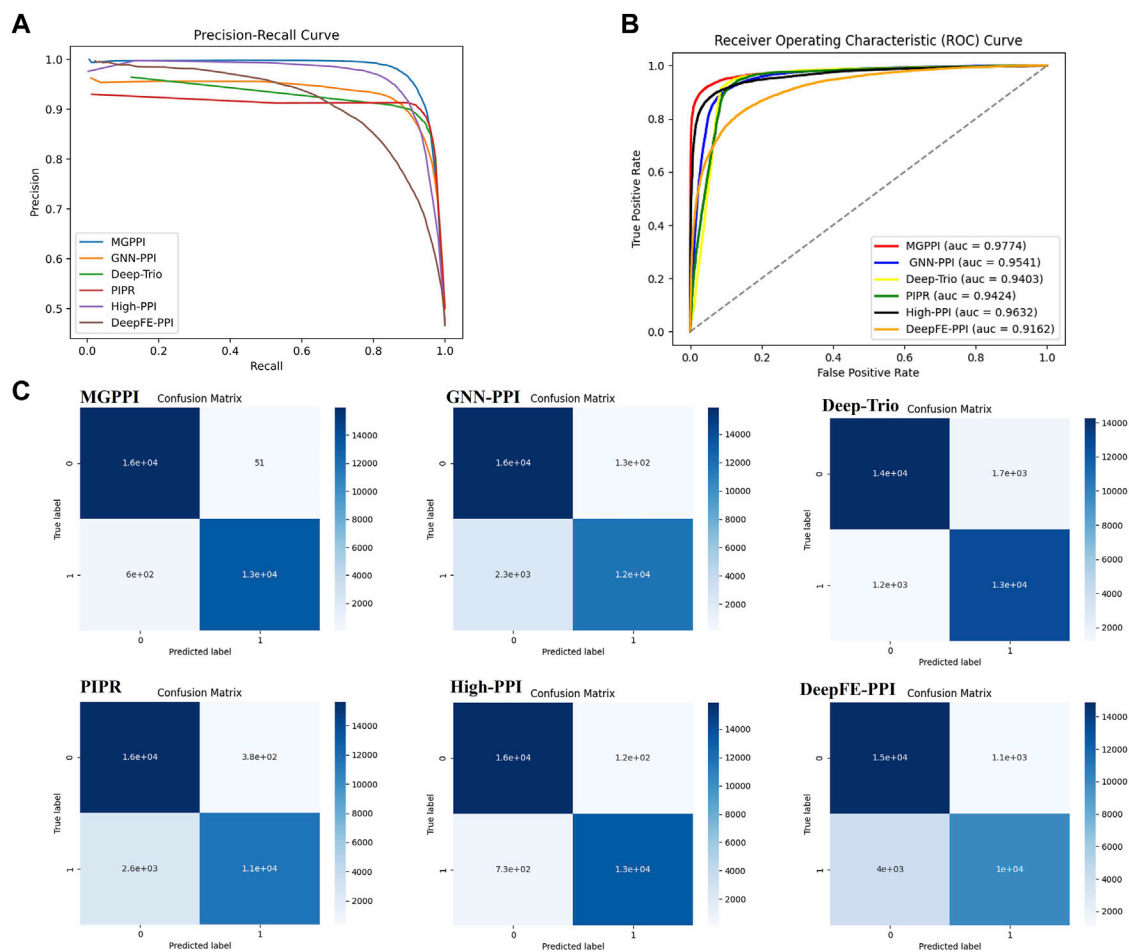 A
Precision-Recall Curve
1.0
0.9
0.8
0.7
0.6
0.5
Precision
0.0
0.2
0.4
0.6
0.8
1.0
Recall
MGPPI
GNN-PPI
Deep-Trio
PIPR
High-PPI
DeepFE-PPI
B
Receiver Operating Characteristic (ROC) Curve
1.0
0.8
0.6
0.4
0.2
0.0
True Positive Rate
0.0
0.2
0.4
0.6
0.8
1.0
False Positive Rate
MGPPI (auc = 0.9774)
GNN-PPI (auc = 0.9541)
Deep-Trio (auc = 0.9403)
PIPR (auc = 0.9424)
High-PPI (auc = 0.9632)
DeepFE-PPI (auc = 0.9162)
C
MGPPI
Confusion Matrix
0
1.6e+04
51
1
6e+02
1.3e+04
True label
0
1
Predicted label
14000
12000
10000
8000
6000
4000
2000
GNN-PPI
Confusion Matrix
0
1.6e+04
1.3e+02
1
2.3e+03
1.2e+04
True label
0
1
Predicted label
14000
12000
10000
8000
6000
4000
2000
Deep-Trio
Confusion Matrix
0
1.4e+04
1.7e+03
1
1.2e+03
1.3e+04
True label
0
1
Predicted label
14000
12000
10000
8000
6000
4000
2000
PIPR
Confusion Matrix
0
1.6e+04
3.8e+02
1
2.6e+03
1.1e+04
True label
0
1
Predicted label
14000
12000
10000
8000
6000
4000
2000
High-PPI
Confusion Matrix
0
1.6e+04
1.2e+02
1
7.3e+02
1.3e+04
True label
0
1
Predicted label
14000
12000
10000
8000
6000
4000
2000
DeepFE-PPI
Confusion Matrix
0
1.5e+04
1.1e+03
1
4e+03
1e+04
True label
0
1
Predicted label
14000
12000
10000
8000
6000
4000
2000